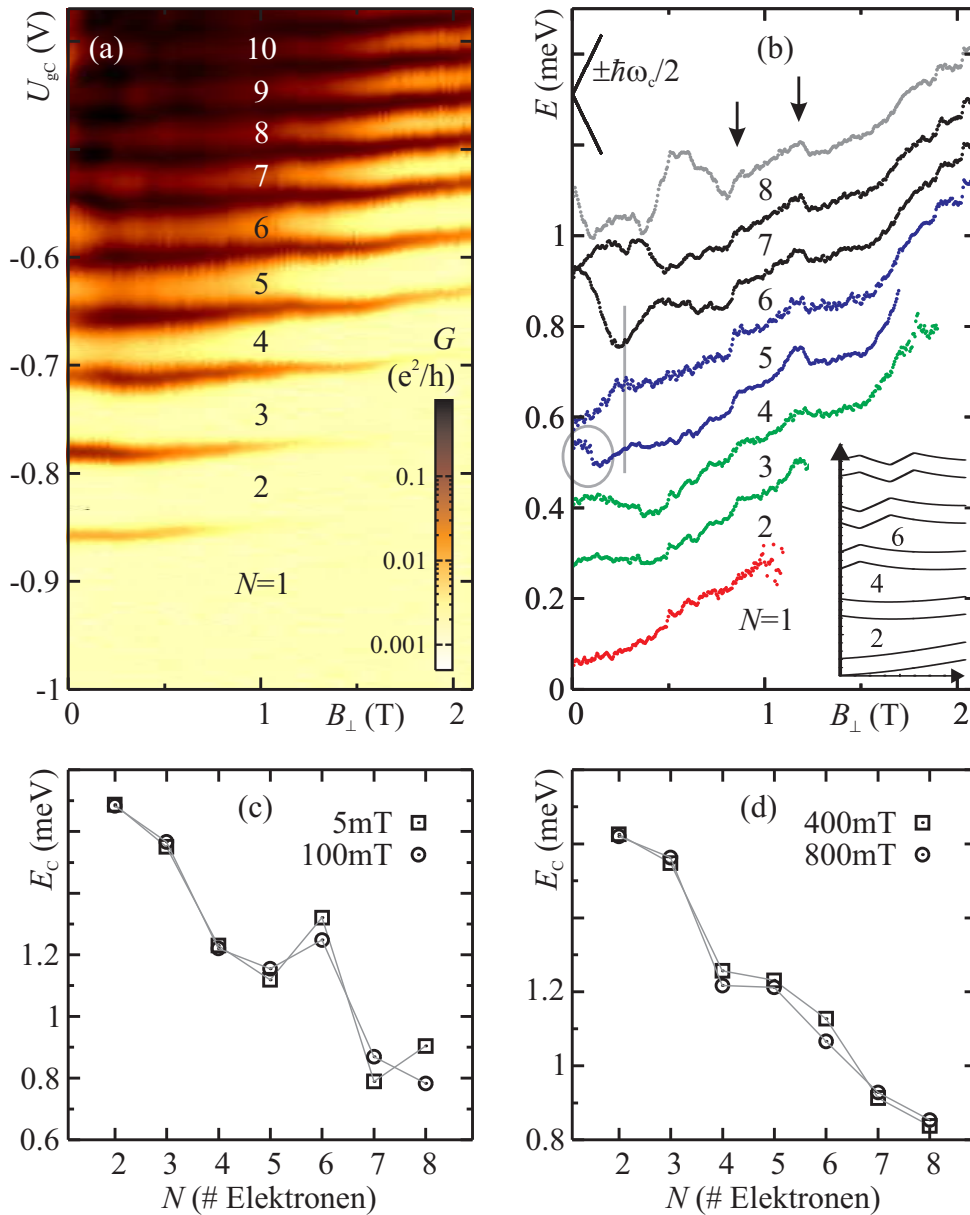 (a)
U_gC (V)
-0.6
-0.7
-0.8
-0.9
-1
10
9
8
7
6
5
4
3
2
N=1
G
(e²/h)
0.1
0.01
0.001
0
1
2
B⊥ (T)
(b)
E (meV)
1
0.8
0.6
0.4
0.2
0
±ℏω_c/2
8
7
6
5
4
3
2
N=1
6
4
2
0
1
2
B⊥ (T)
(c)
E_C (meV)
1.2
1
0.8
0.6
5mT
100mT
2 3 4 5 6 7 8
N (# Elektronen)
(d)
E_C (meV)
1.2
1
0.8
400mT
800mT
2 3 4 5 6 7 8
N (# Elektronen)